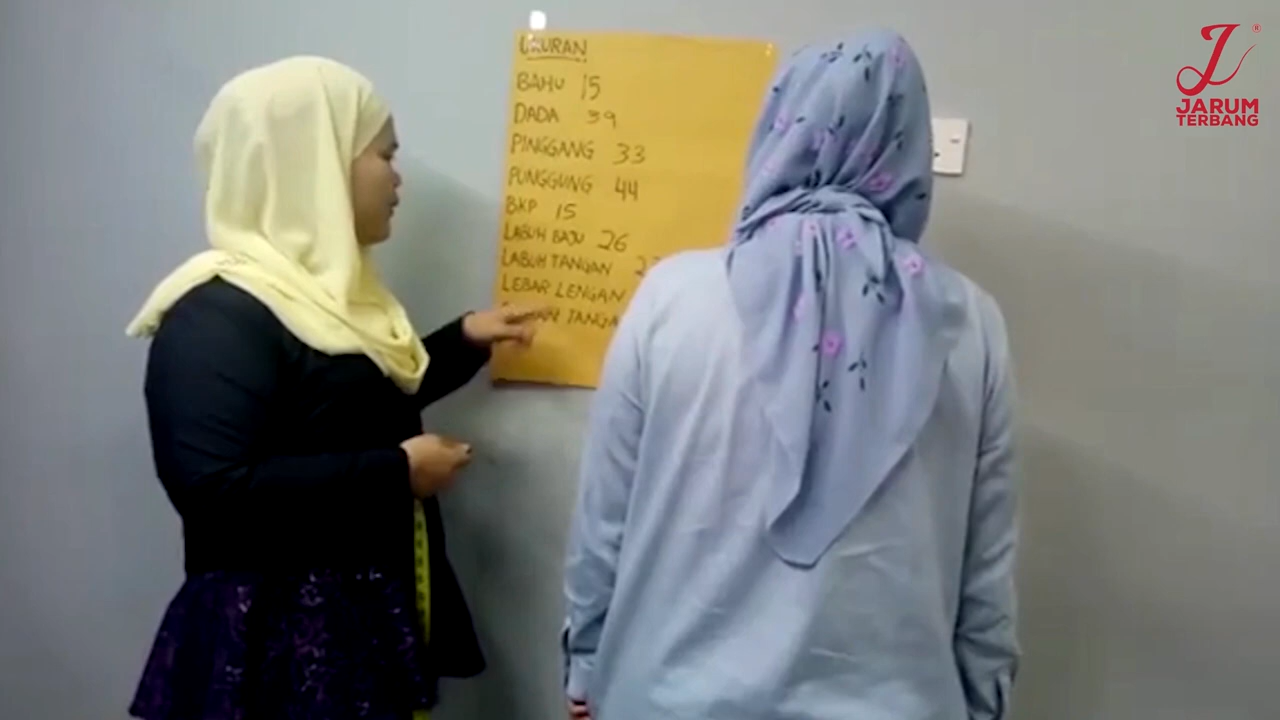 UKURAN
BAHU 15
DADA 39
PINGGANG 33
PUNGGUNG 44
BKP 15
LABUH BAJU 26
LABUH TANGAN
LEBAR LENGAN
JARUM
TERBANG